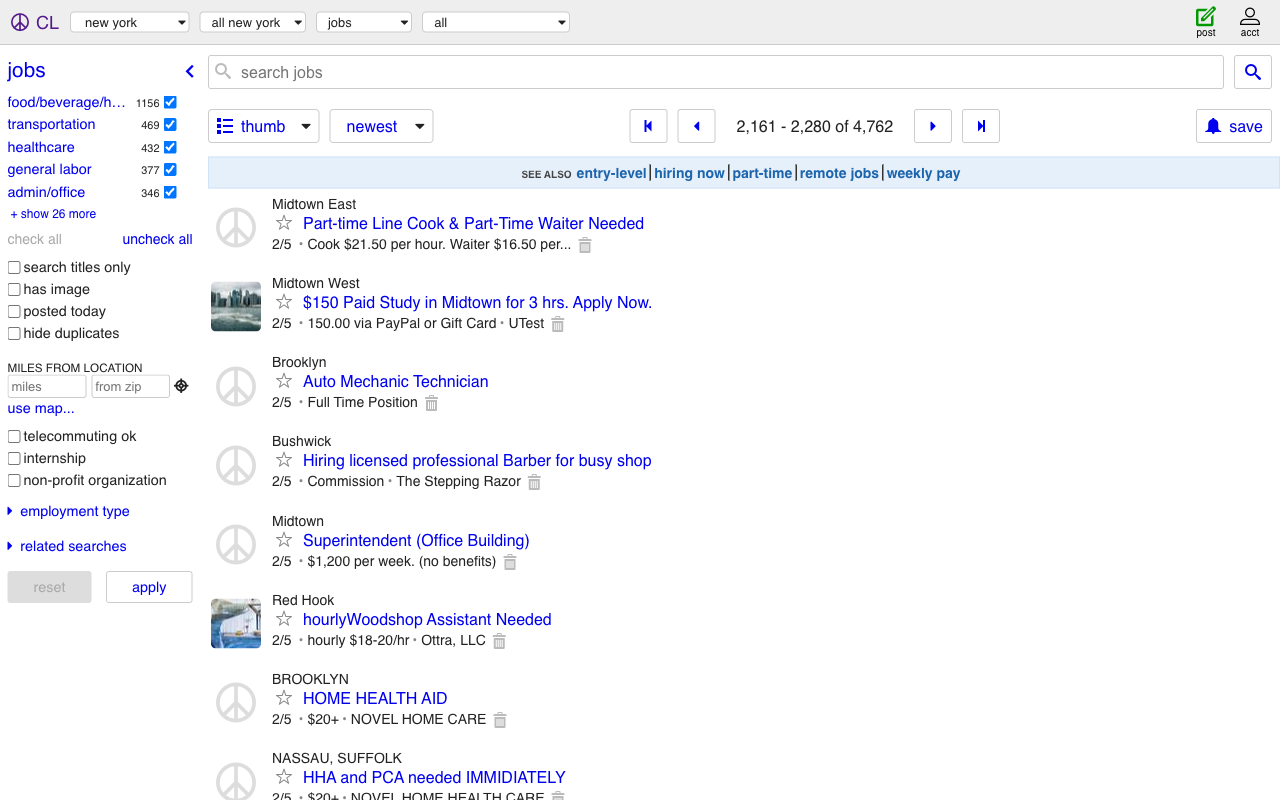 CL new york all new york jobs all post acct
jobs
search jobs
food/beverage/h... 1156
transportation 469
healthcare 432
general labor 377
admin/office 346
+ show 26 more
check all uncheck all
search titles only
has image
posted today
hide duplicates
MILES FROM LOCATION
miles from zip
use map...
telecommuting ok
internship
non-profit organization
employment type
related searches
reset apply
thumb newest 2,161 - 2,280 of 4,762 save
SEE ALSO entry-level hiring now part-time remote jobs weekly pay
Midtown East
Part-time Line Cook & Part-Time Waiter Needed
2/5 • Cook $21.50 per hour. Waiter $16.50 per...
Midtown West
$150 Paid Study in Midtown for 3 hrs. Apply Now.
2/5 • 150.00 via PayPal or Gift Card • UTest
Brooklyn
Auto Mechanic Technician
2/5 • Full Time Position
Bushwick
Hiring licensed professional Barber for busy shop
2/5 • Commission • The Stepping Razor
Midtown
Superintendent (Office Building)
2/5 • $1,200 per week. (no benefits)
Red Hook
hourlyWoodshop Assistant Needed
2/5 • hourly $18-20/hr • Ottra, LLC
BROOKLYN
HOME HEALTH AID
2/5 • $20+ • NOVEL HOME CARE
NASSAU, SUFFOLK
HHA and PCA needed IMMIDIATELY
2/5 • $20+ • NOVEL HOME HEALTH CARE